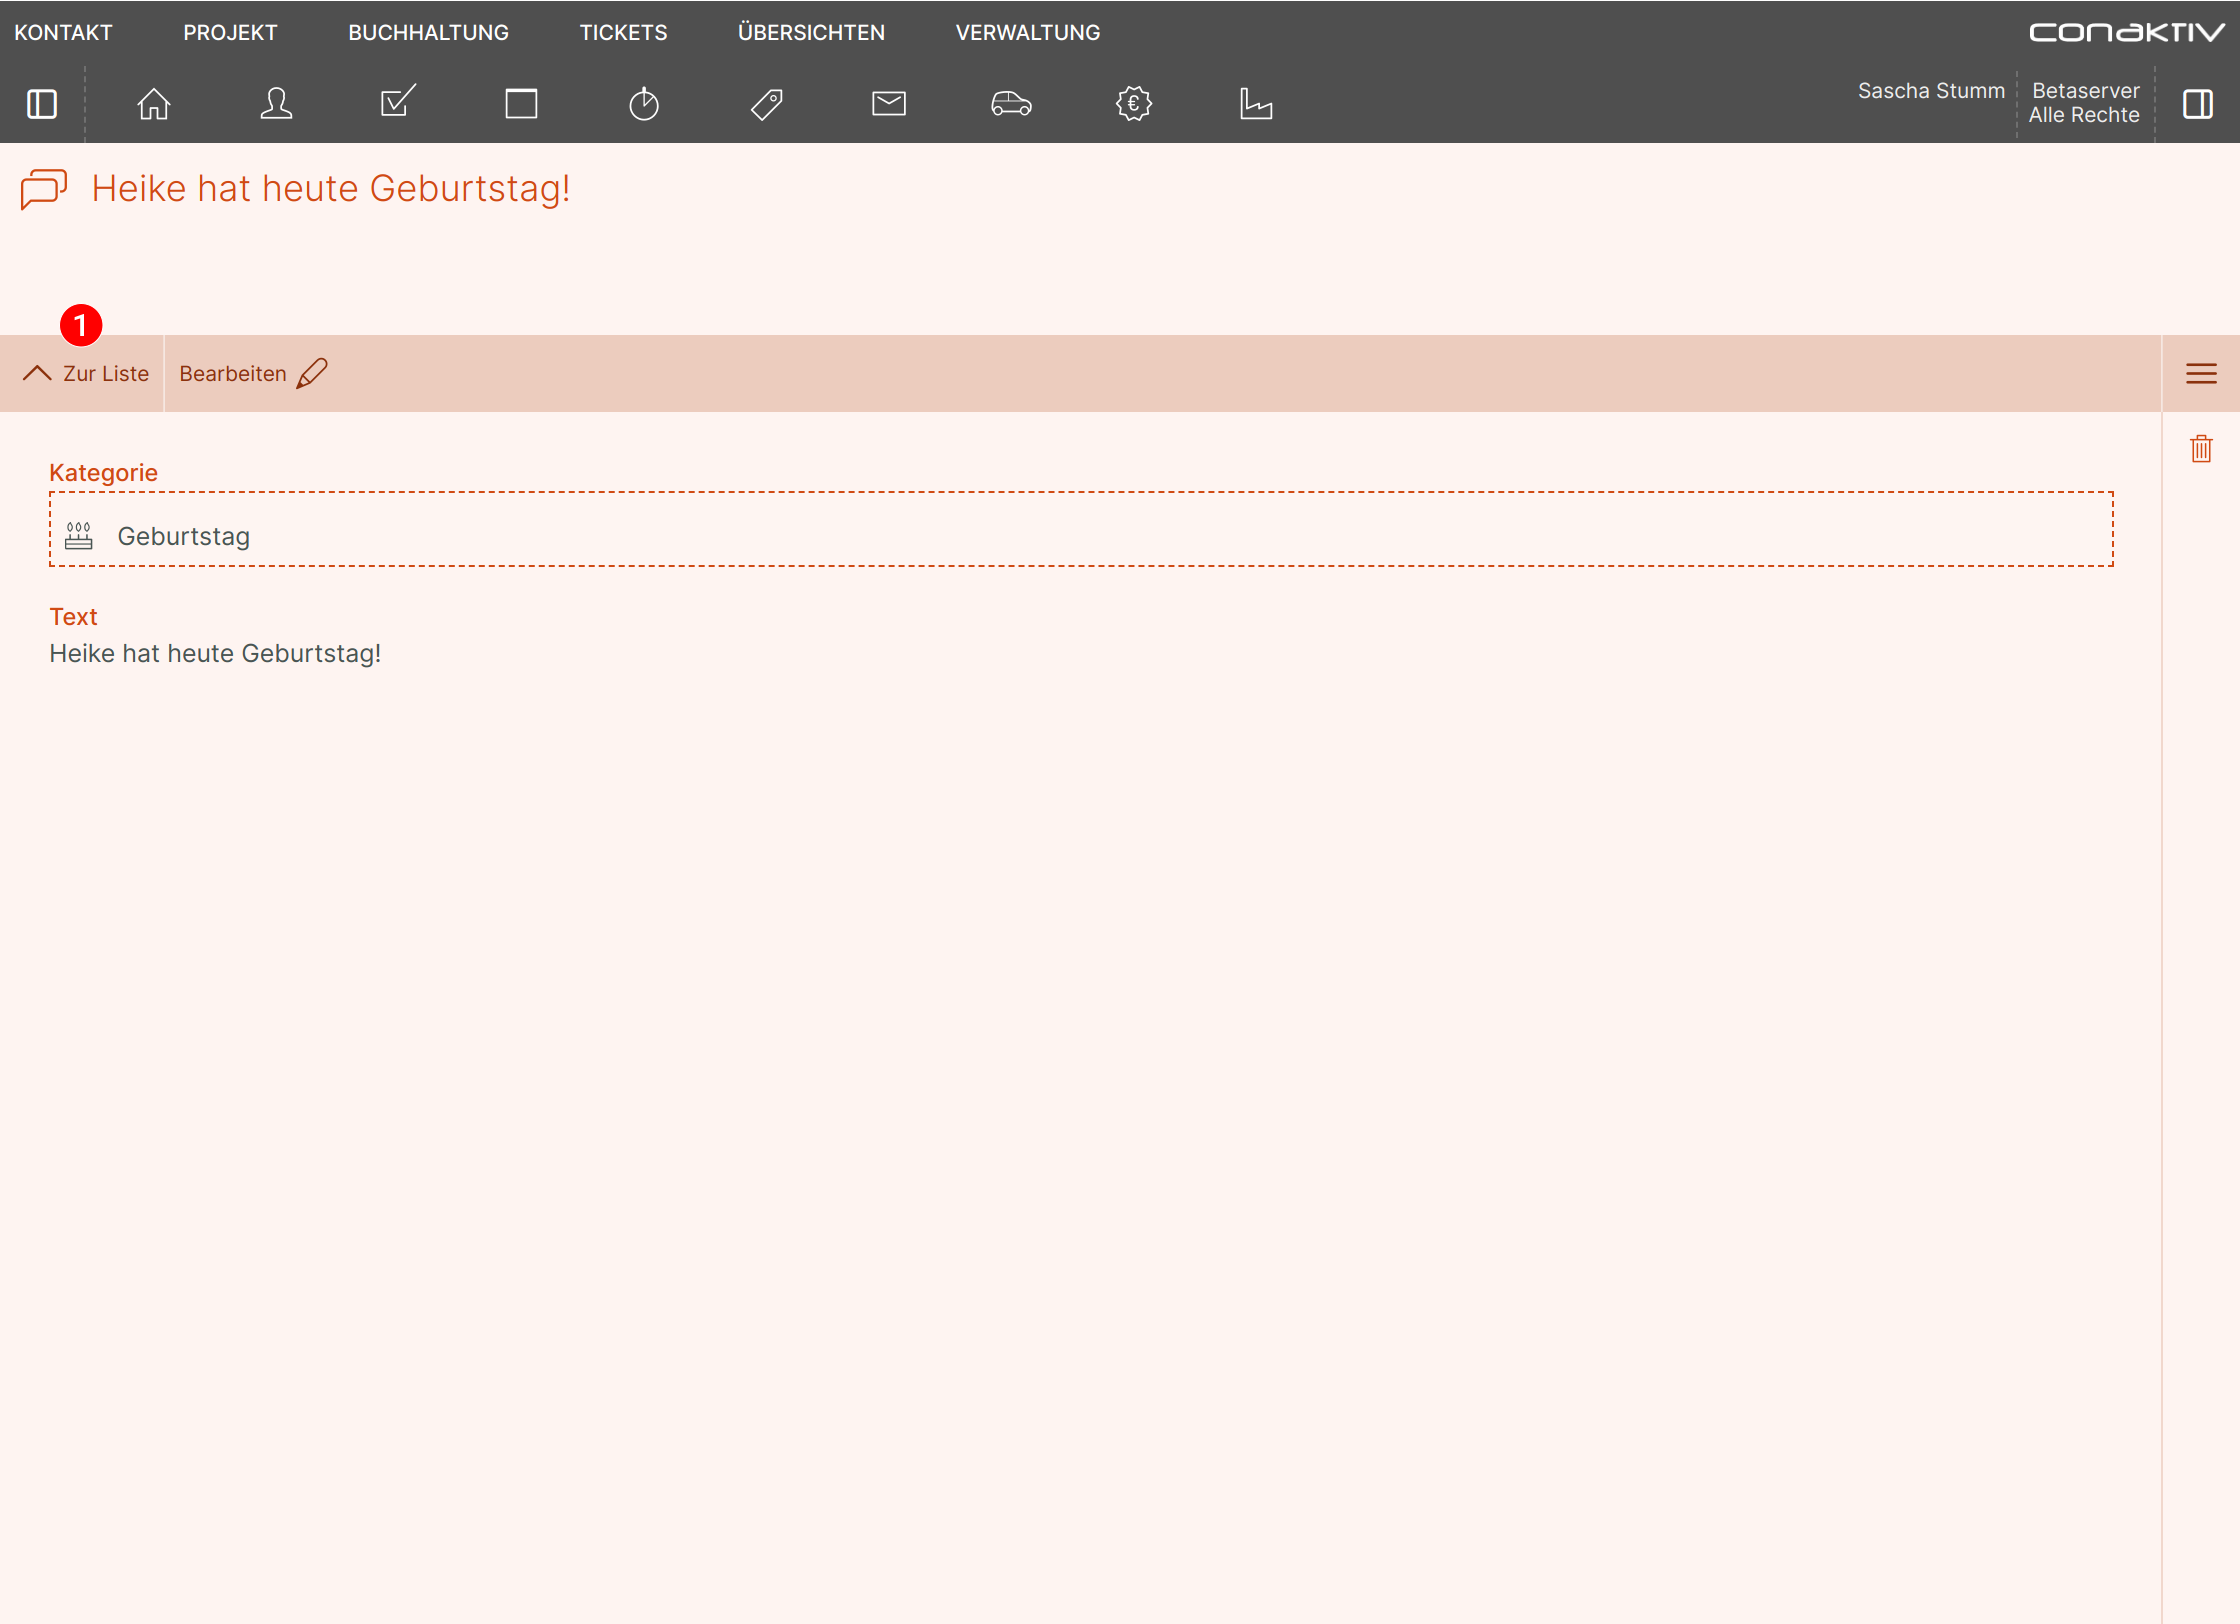 KONTAKT PROJEKT BUCHHALTUNG TICKETS ÜBERSICHTEN VERWALTUNG conaktiv
Sascha Stumm Betaserver
Alle Rechte
Heike hat heute Geburtstag!
1
Zur Liste Bearbeiten
Kategorie
Geburtstag
Text
Heike hat heute Geburtstag!